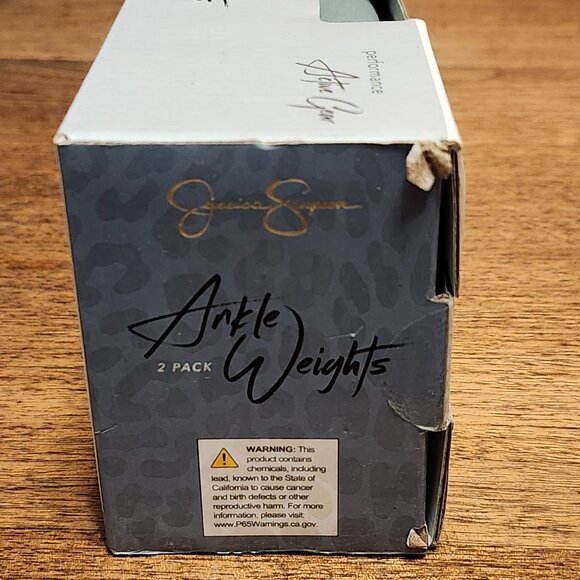 performance
Active Gear
Jessica Simpson
Ankle
2 PACK Weights
WARNING: This
product contains
chemicals, including
lead, known to the State of
California to cause cancer
and birth defects or other
reproductive harm. For more
information, please visit:
www.P65Warnings.ca.gov.